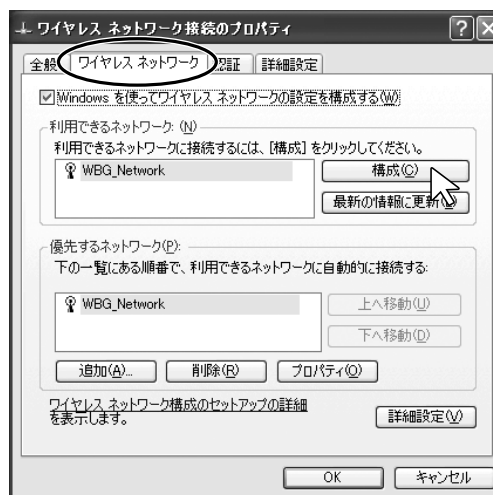 ワイヤレス ネットワーク接続のプロパティ
全般 ワイヤレス ネットワーク 認証 詳細設定
Windows を使ってワイヤレス ネットワークの設定を構成する(W)
利用できるネットワーク: (N)
利用できるネットワークに接続するには、[構成] をクリックしてください。
WBG_Network
構成(C)
最新の情報に更新
優先するネットワーク(P):
下の一覧にある順番で、利用できるネットワークに自動的に接続する:
WBG_Network
上へ移動(U)
下へ移動(D)
追加(A)... 削除(R) プロパティ(O)
ワイヤレス ネットワーク構成のセットアップの詳細
を表示します。
詳細設定(V)
OK キャンセル